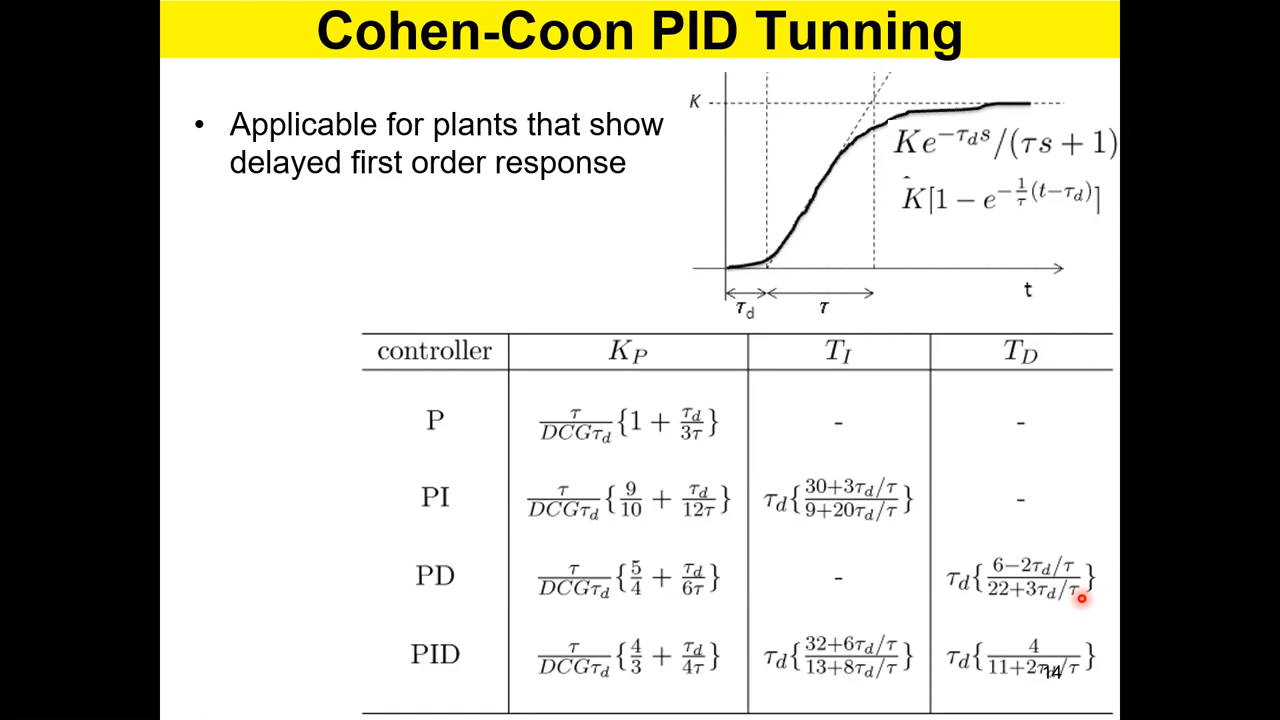 Cohen-Coon PID Tunning
• Applicable for plants that show
delayed first order response
K
Ke^{-τ_d s}/(τs + 1)
K[1 − e^{-\frac{1}{τ}(t−τ_d)}]
t
τ_d τ
controller K_P T_I T_D
P \frac{τ}{DCGτ_d}{1 + \frac{τ_d}{3τ}} - -
PI \frac{τ}{DCGτ_d}{\frac{9}{10} + \frac{τ_d}{12τ}} τ_d{\frac{30+3τ_d/τ}{9+20τ_d/τ}} -
PD \frac{τ}{DCGτ_d}{\frac{5}{4} + \frac{τ_d}{6τ}} - τ_d{\frac{6−2τ_d/τ}{22+3τ_d/τ}}
PID \frac{τ}{DCGτ_d}{\frac{4}{3} + \frac{τ_d}{4τ}} τ_d{\frac{32+6τ_d/τ}{13+8τ_d/τ}} τ_d{\frac{4}{11+2τ_d/τ}}
14